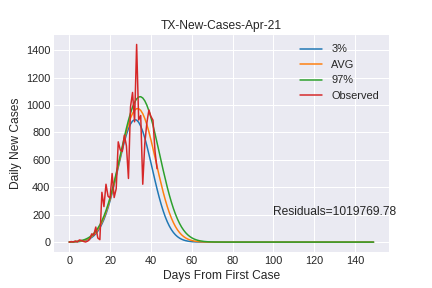 TX-New-Cases-Apr-21
1400
1200
1000
800
600
400
200
0
Daily New Cases
3%
AVG
97%
Observed
Residuals=1019769.78
0 20 40 60 80 100 120 140
Days From First Case